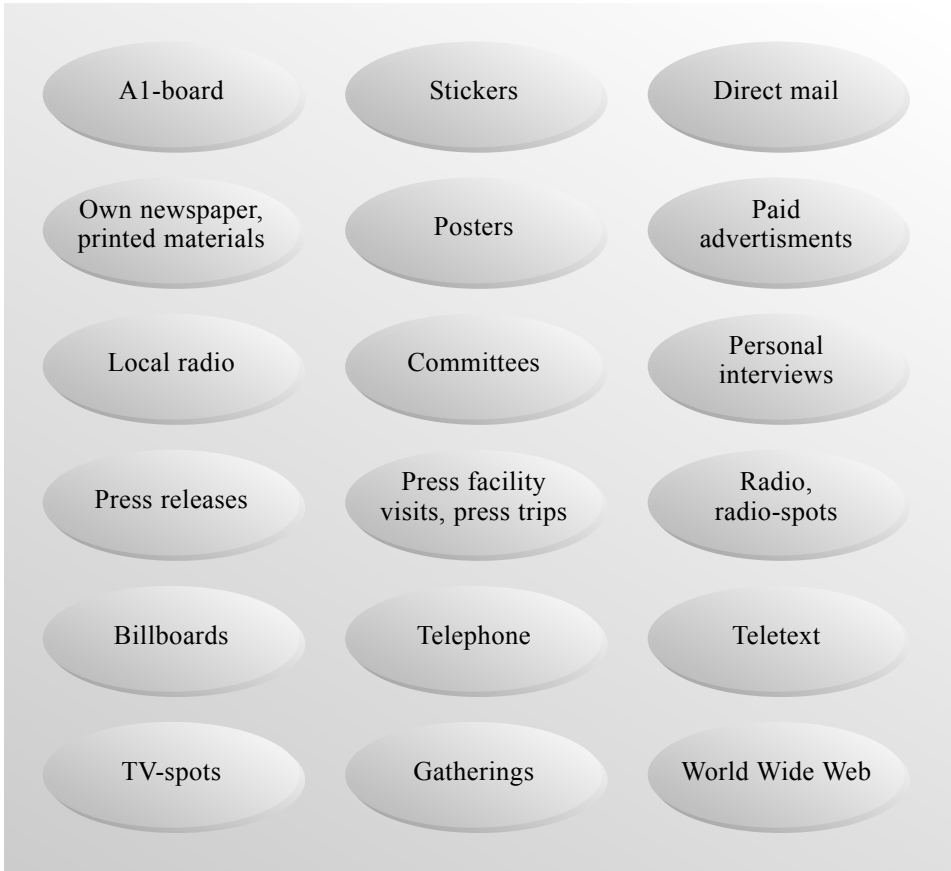 A1-board
Stickers
Direct mail
Own newspaper,
printed materials
Posters
Paid
advertisments
Local radio
Committees
Personal
interviews
Press releases
Press facility
visits, press trips
Radio,
radio-spots
Billboards
Telephone
Teletext
TV-spots
Gatherings
World Wide Web